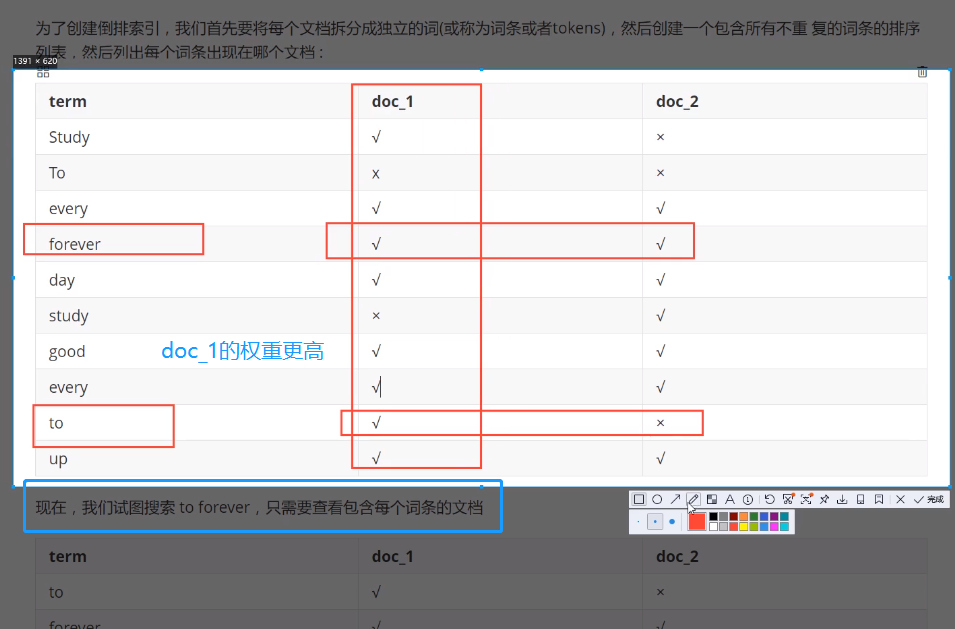 为了创建倒排索引，我们首先要将每个文档拆分成独立的词(或称为词条或者tokens)，然后创建一个包含所有不重 复的词条的排序
列表，然后列出每个词条出现在哪个文档：
1391 × 620
term doc_1 doc_2
Study √ ×
To x ×
every √ √
forever √ √
day √ √
study × √
good doc_1的权重更高 √ √
every √ √
to √ ×
up √ √
现在，我们试图搜索 to forever，只需要查看包含每个词条的文档
完成
term doc_1 doc_2
to √ ×
forever √ √